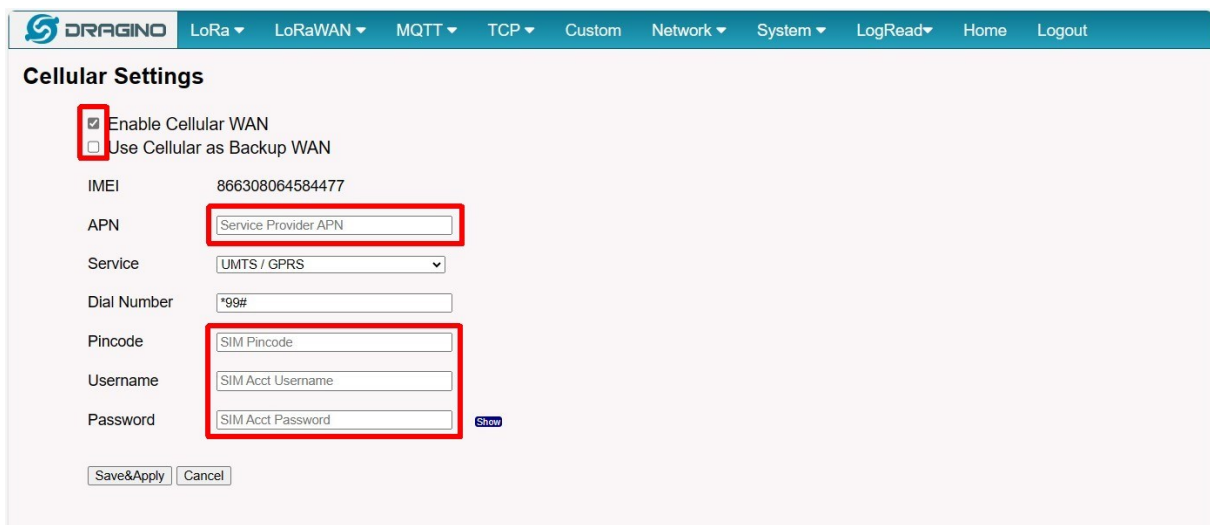 DRAGINO LoRa LoRaWAN MQTT TCP Custom Network System LogRead Home Logout
Cellular Settings
Enable Cellular WAN
Use Cellular as Backup WAN
IMEI 866308064584477
APN Service Provider APN
Service UMTS / GPRS
Dial Number *99#
Pincode SIM Pincode
Username SIM Acct Username
Password SIM Acct Password Show
Save&Apply Cancel